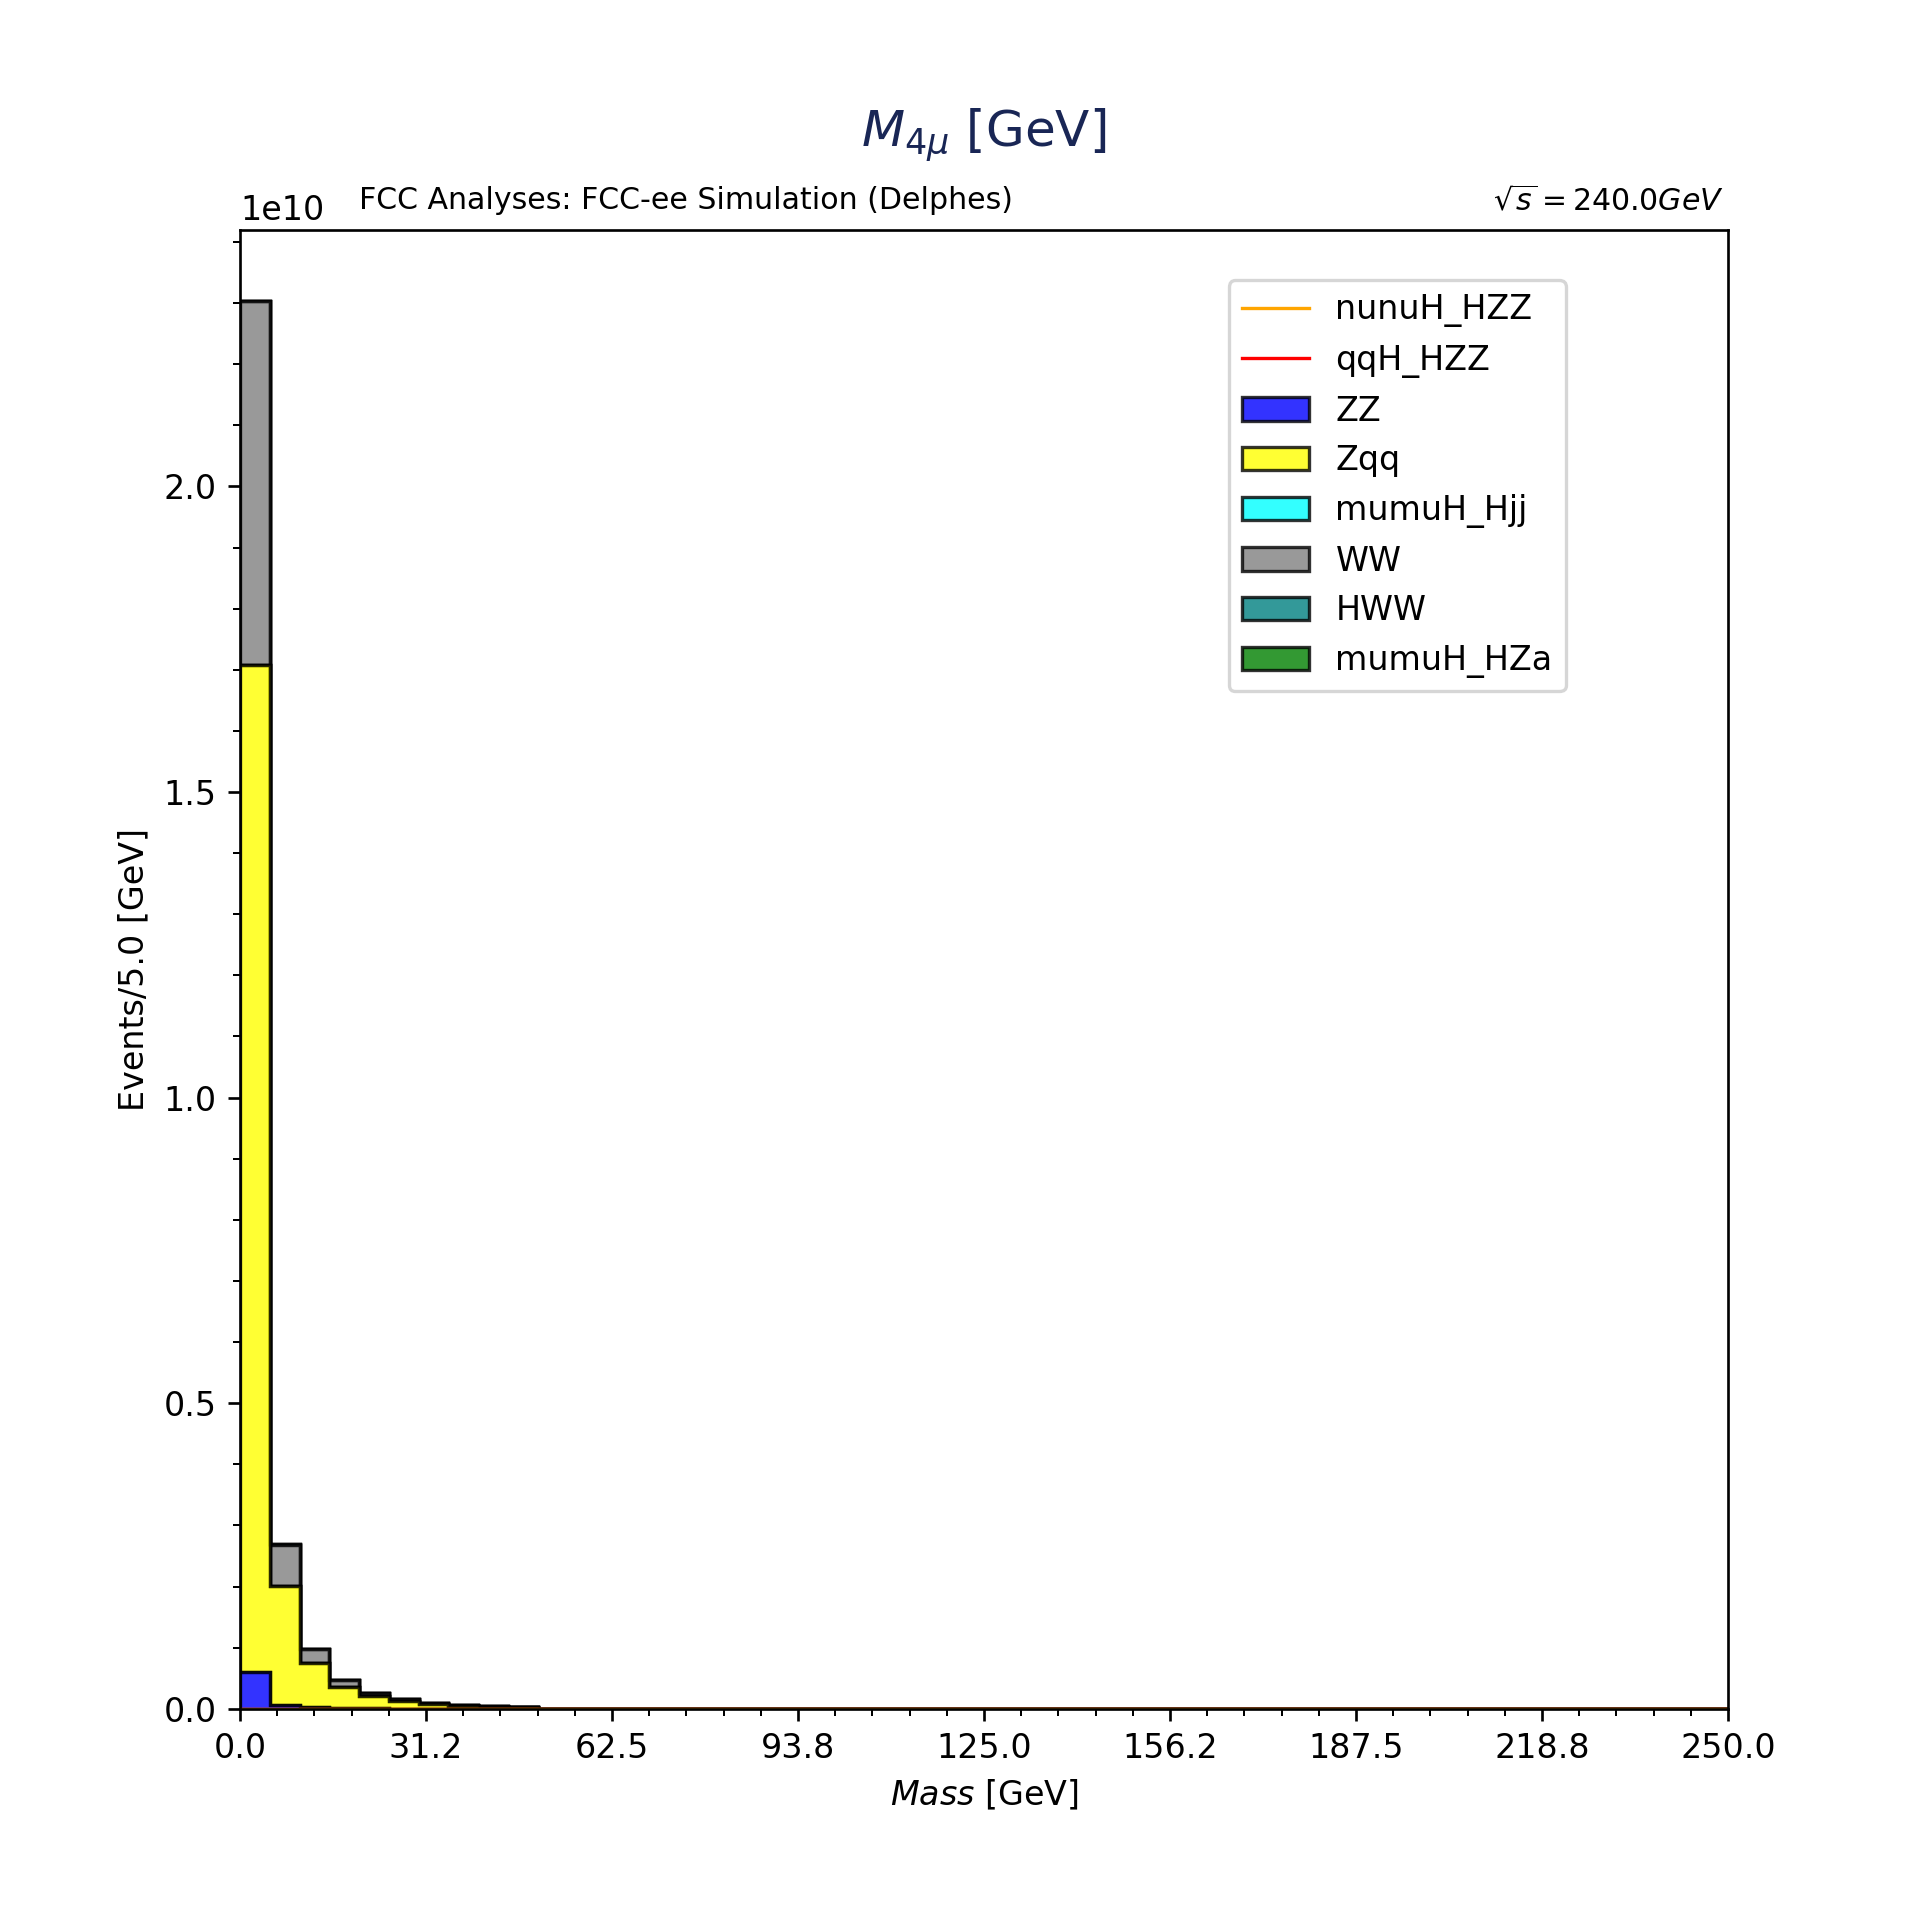 M4μ [GeV]
1e10 FCC Analyses: FCC-ee Simulation (Delphes) √s = 240.0GeV
nunuH_HZZ
qqH_HZZ
ZZ
Zqq
mumuH_Hjj
WW
HWW
mumuH_HZa
2.0
1.5
1.0
0.5
0.0
Events/5.0 [GeV]
0.0 31.2 62.5 93.8 125.0 156.2 187.5 218.8 250.0
Mass [GeV]